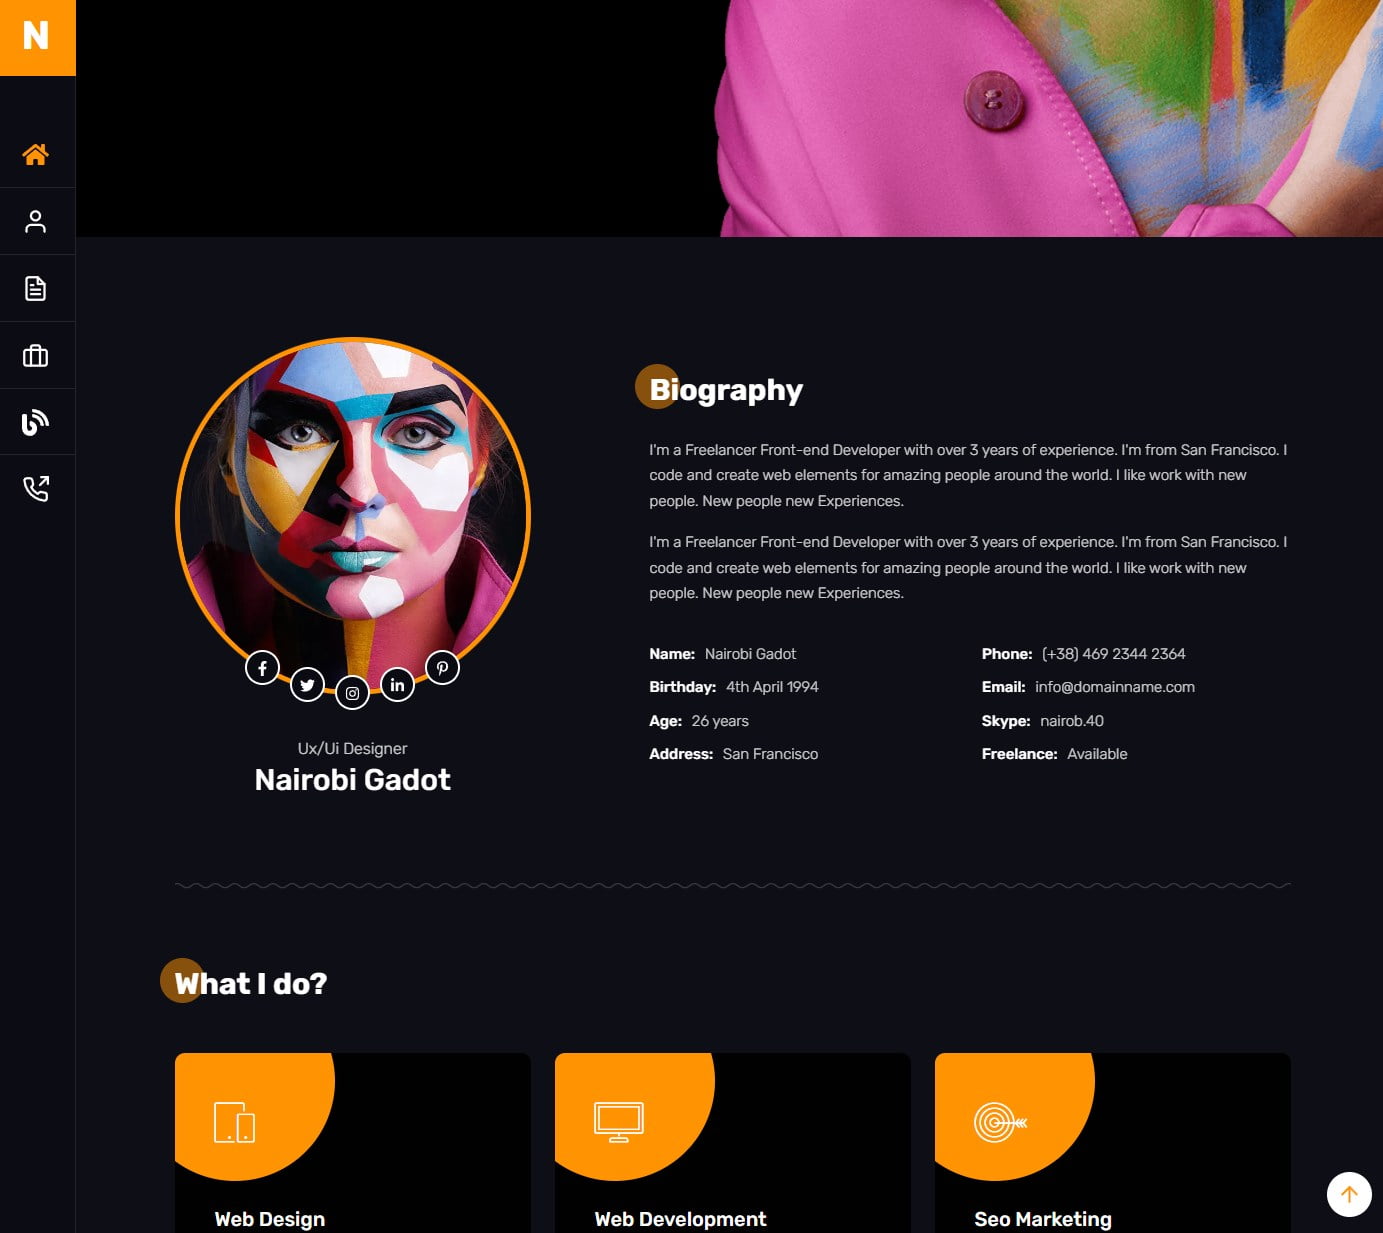 N
Biography
I'm a Freelancer Front-end Developer with over 3 years of experience. I'm from San Francisco. I
code and create web elements for amazing people around the world. I like work with new
people. New people new Experiences.
I'm a Freelancer Front-end Developer with over 3 years of experience. I'm from San Francisco. I
code and create web elements for amazing people around the world. I like work with new
people. New people new Experiences.
Name: Nairobi Gadot
Phone: (+38) 469 2344 2364
Birthday: 4th April 1994
Email: info@domainname.com
Age: 26 years
Skype: nairob.40
Address: San Francisco
Freelance: Available
Ux/Ui Designer
Nairobi Gadot
What I do?
Web Design
Web Development
Seo Marketing